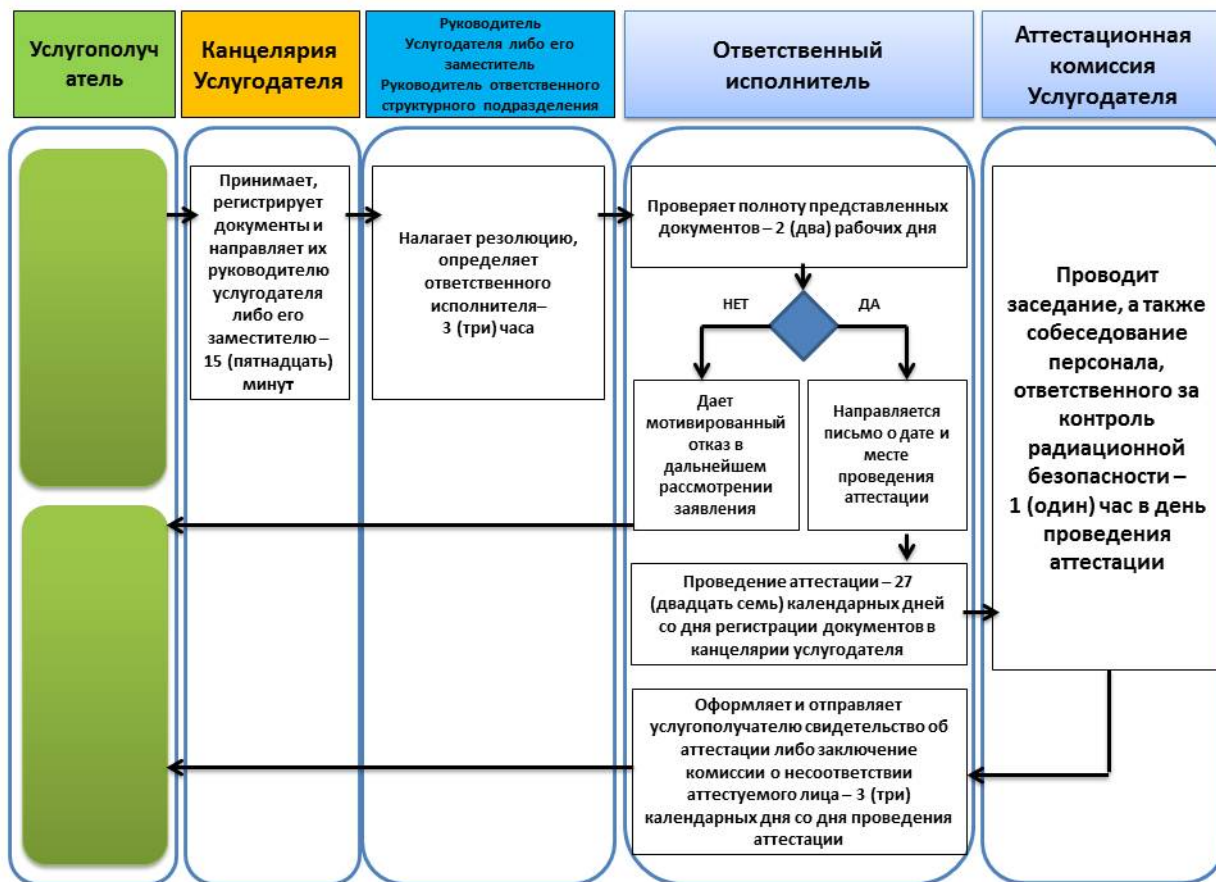 Услугополуч
атель
Канцелярия
Услугодателя
Руководитель
Услугодателя либо его
заместитель
Руководитель ответственного
структурного подразделения
Ответственный
исполнитель
Аттестационная
комиссия
Услугодателя
Принимает,
регистрирует
документы и
направляет их
руководителю
услугодателя
либо его
заместителю –
15 (пятнадцать)
минут
Налагает резолюцию,
определяет
ответственного
исполнителя–
3 (три) часа
Проверяет полноту представленных
документов – 2 (два) рабочих дня
НЕТ
ДА
Дает
мотивированный
отказ в
дальнейшем
рассмотрении
заявления
Направляется
письмо о дате и
месте
проведения
аттестации
Проведение аттестации – 27
(двадцать семь) календарных дней
со дня регистрации документов в
канцелярии услугодателя
Оформляет и отправляет
услугополучателю свидетельство об
аттестации либо заключение
комиссии о несоответствии
аттестуемого лица – 3 (три)
календарных дня со дня проведения
аттестации
Проводит
заседание, а также
собеседование
персонала,
ответственного за
контроль
радиационной
безопасности –
1 (один) час в день
проведения
аттестации